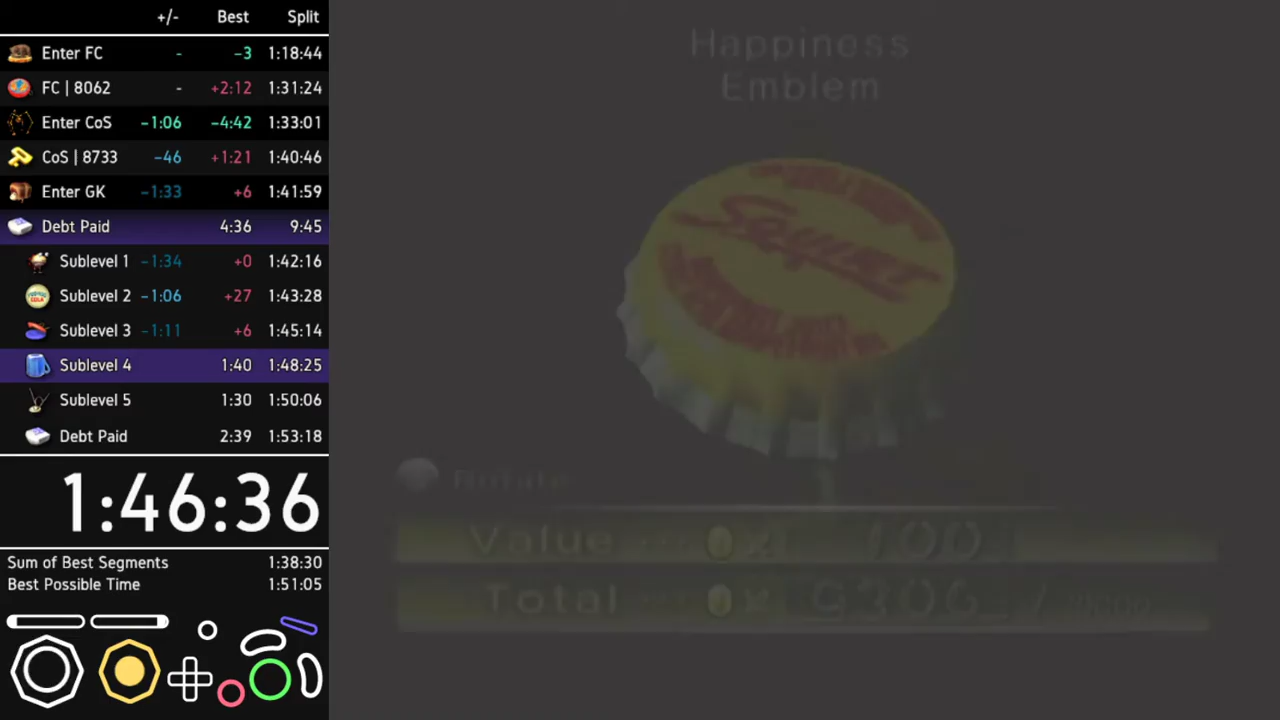 +/- Best Split
Enter FC - −3 1:18:44
FC | 8062 - +2:12 1:31:24
Enter CoS −1:06 −4:42 1:33:01
CoS | 8733 −46 +1:21 1:40:46
Enter GK −1:33 +6 1:41:59
Debt Paid 4:36 9:45
Sublevel 1 −1:34 +0 1:42:16
Sublevel 2 −1:06 +27 1:43:28
Sublevel 3 −1:11 +6 1:45:14
Sublevel 4 1:40 1:48:25
Sublevel 5 1:30 1:50:06
Debt Paid 2:39 1:53:18
1:46:36
Sum of Best Segments 1:38:30
Best Possible Time 1:51:05
Happiness
Emblem
Rotate
Value x 100
Total x 9306 /